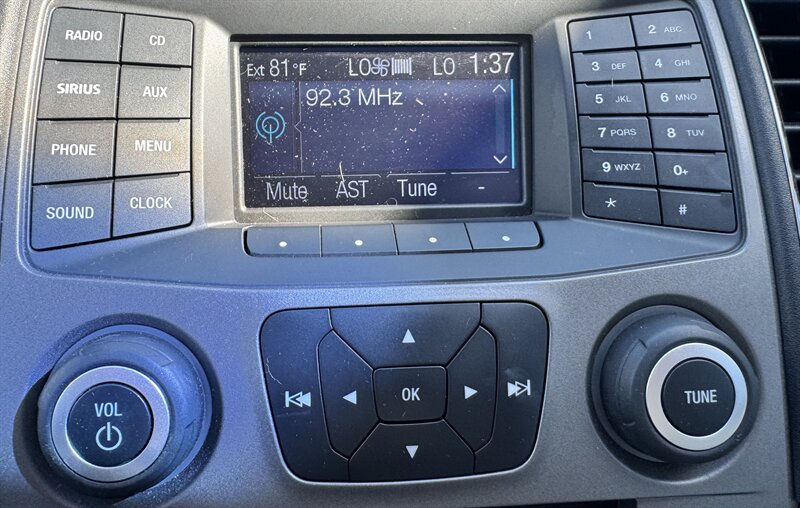 RADIO CD
SIRIUS AUX
PHONE MENU
SOUND CLOCK
Ext 81°F LO LO 1:37
92.3 MHz
Mute AST Tune -
1 2 ABC
3 DEF 4 GHI
5 JKL 6 MNO
7 PQRS 8 TUV
9 WXYZ 0+
* #
VOL
OK
TUNE